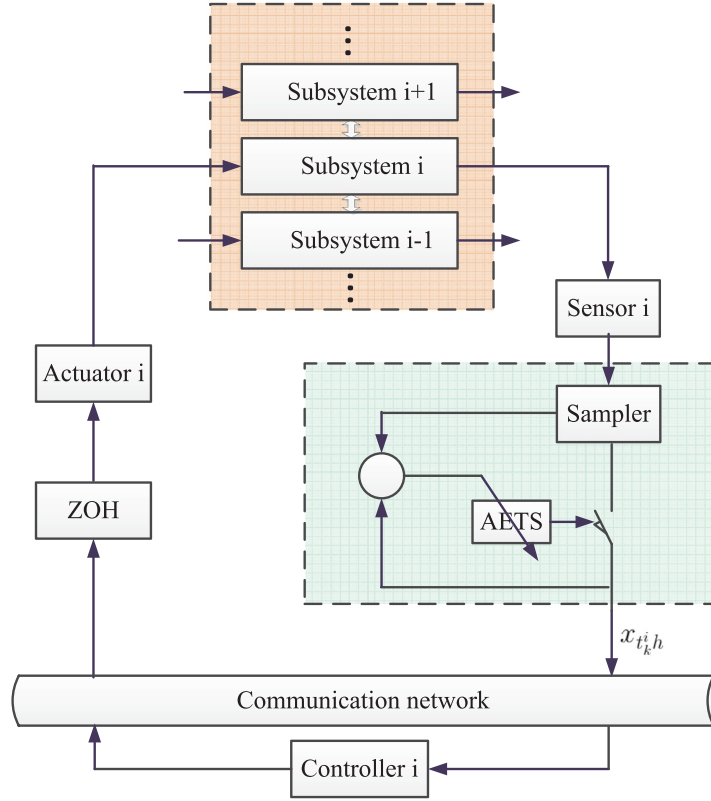 Subsystem i+1
Subsystem i
Subsystem i-1
Sensor i
Actuator i
Sampler
ZOH
AETS
x_{t_k^i h}
Communication network
Controller i